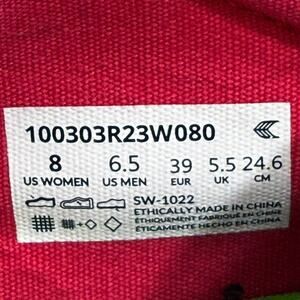 100303R23W080
8 6.5 39 5.5 24.6
US WOMEN US MEN EUR UK CM
SW-1022
ETHICALLY MADE IN CHINA
ÉTHIQUEMENT FABRIQUÉ EN CHINE
ÉTICAMENTE HECHO EN CHINA